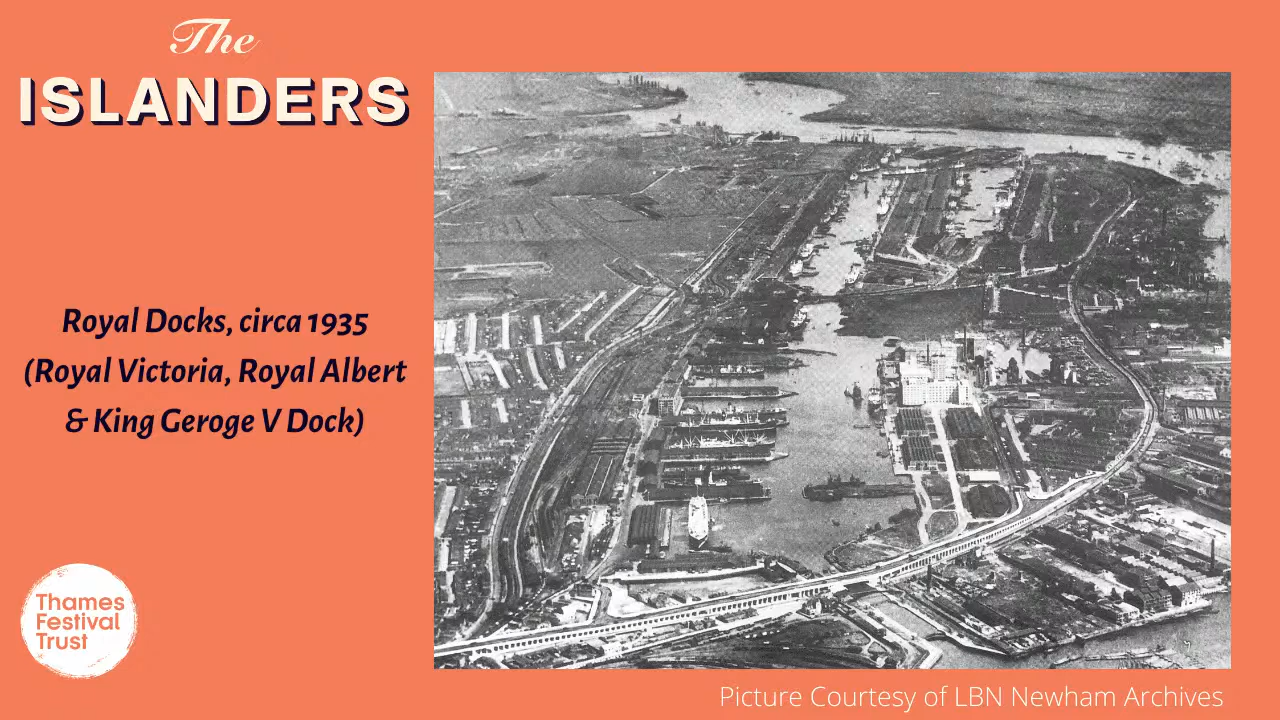 The
ISLANDERS
Royal Docks, circa 1935
(Royal Victoria, Royal Albert
& King Geroge V Dock)
Thames
Festival
Trust
Picture Courtesy of LBN Newham Archives